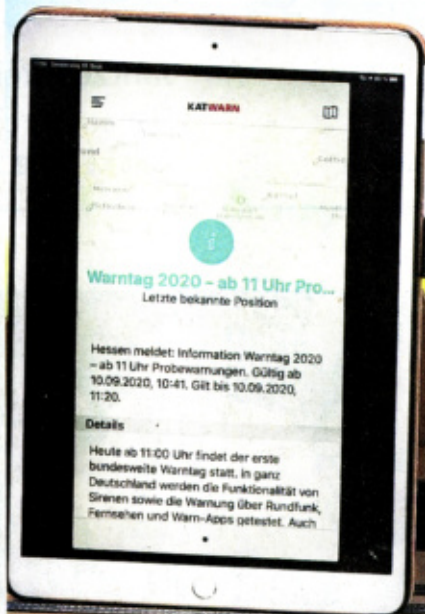 KATWARN
Kassel
Warntag 2020 – ab 11 Uhr Pro...
Letzte bekannte Position
Hessen meldet: Information Warntag 2020
– ab 11 Uhr Probewarnungen. Gültig ab
10.09.2020, 10:41. Gilt bis 10.09.2020,
11:20.
Details
Heute ab 11:00 Uhr findet der erste
bundesweite Warntag statt, in ganz
Deutschland werden die Funktionalität von
Sirenen sowie die Warnung über Rundfunk,
Fernsehen und Warn-Apps getestet. Auch